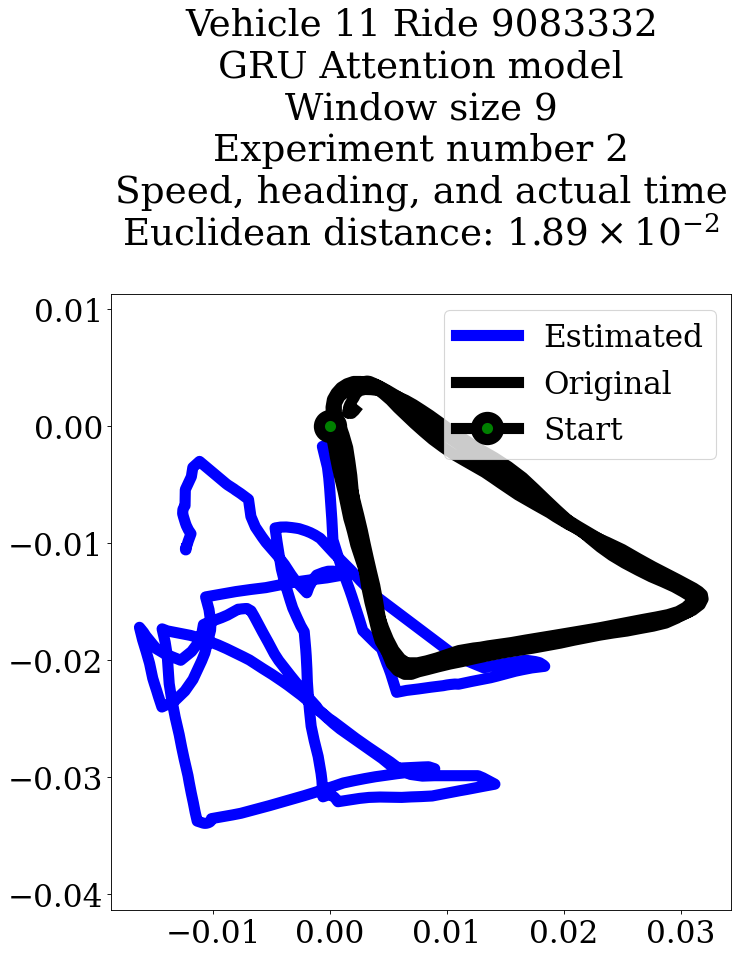 Vehicle 11 Ride 9083332
GRU Attention model
Window size 9
Experiment number 2
Speed, heading, and actual time
Euclidean distance: 1.89 × 10⁻²
0.01
0.00
−0.01
−0.02
−0.03
−0.04
Estimated
Original
Start
−0.01 0.00 0.01 0.02 0.03